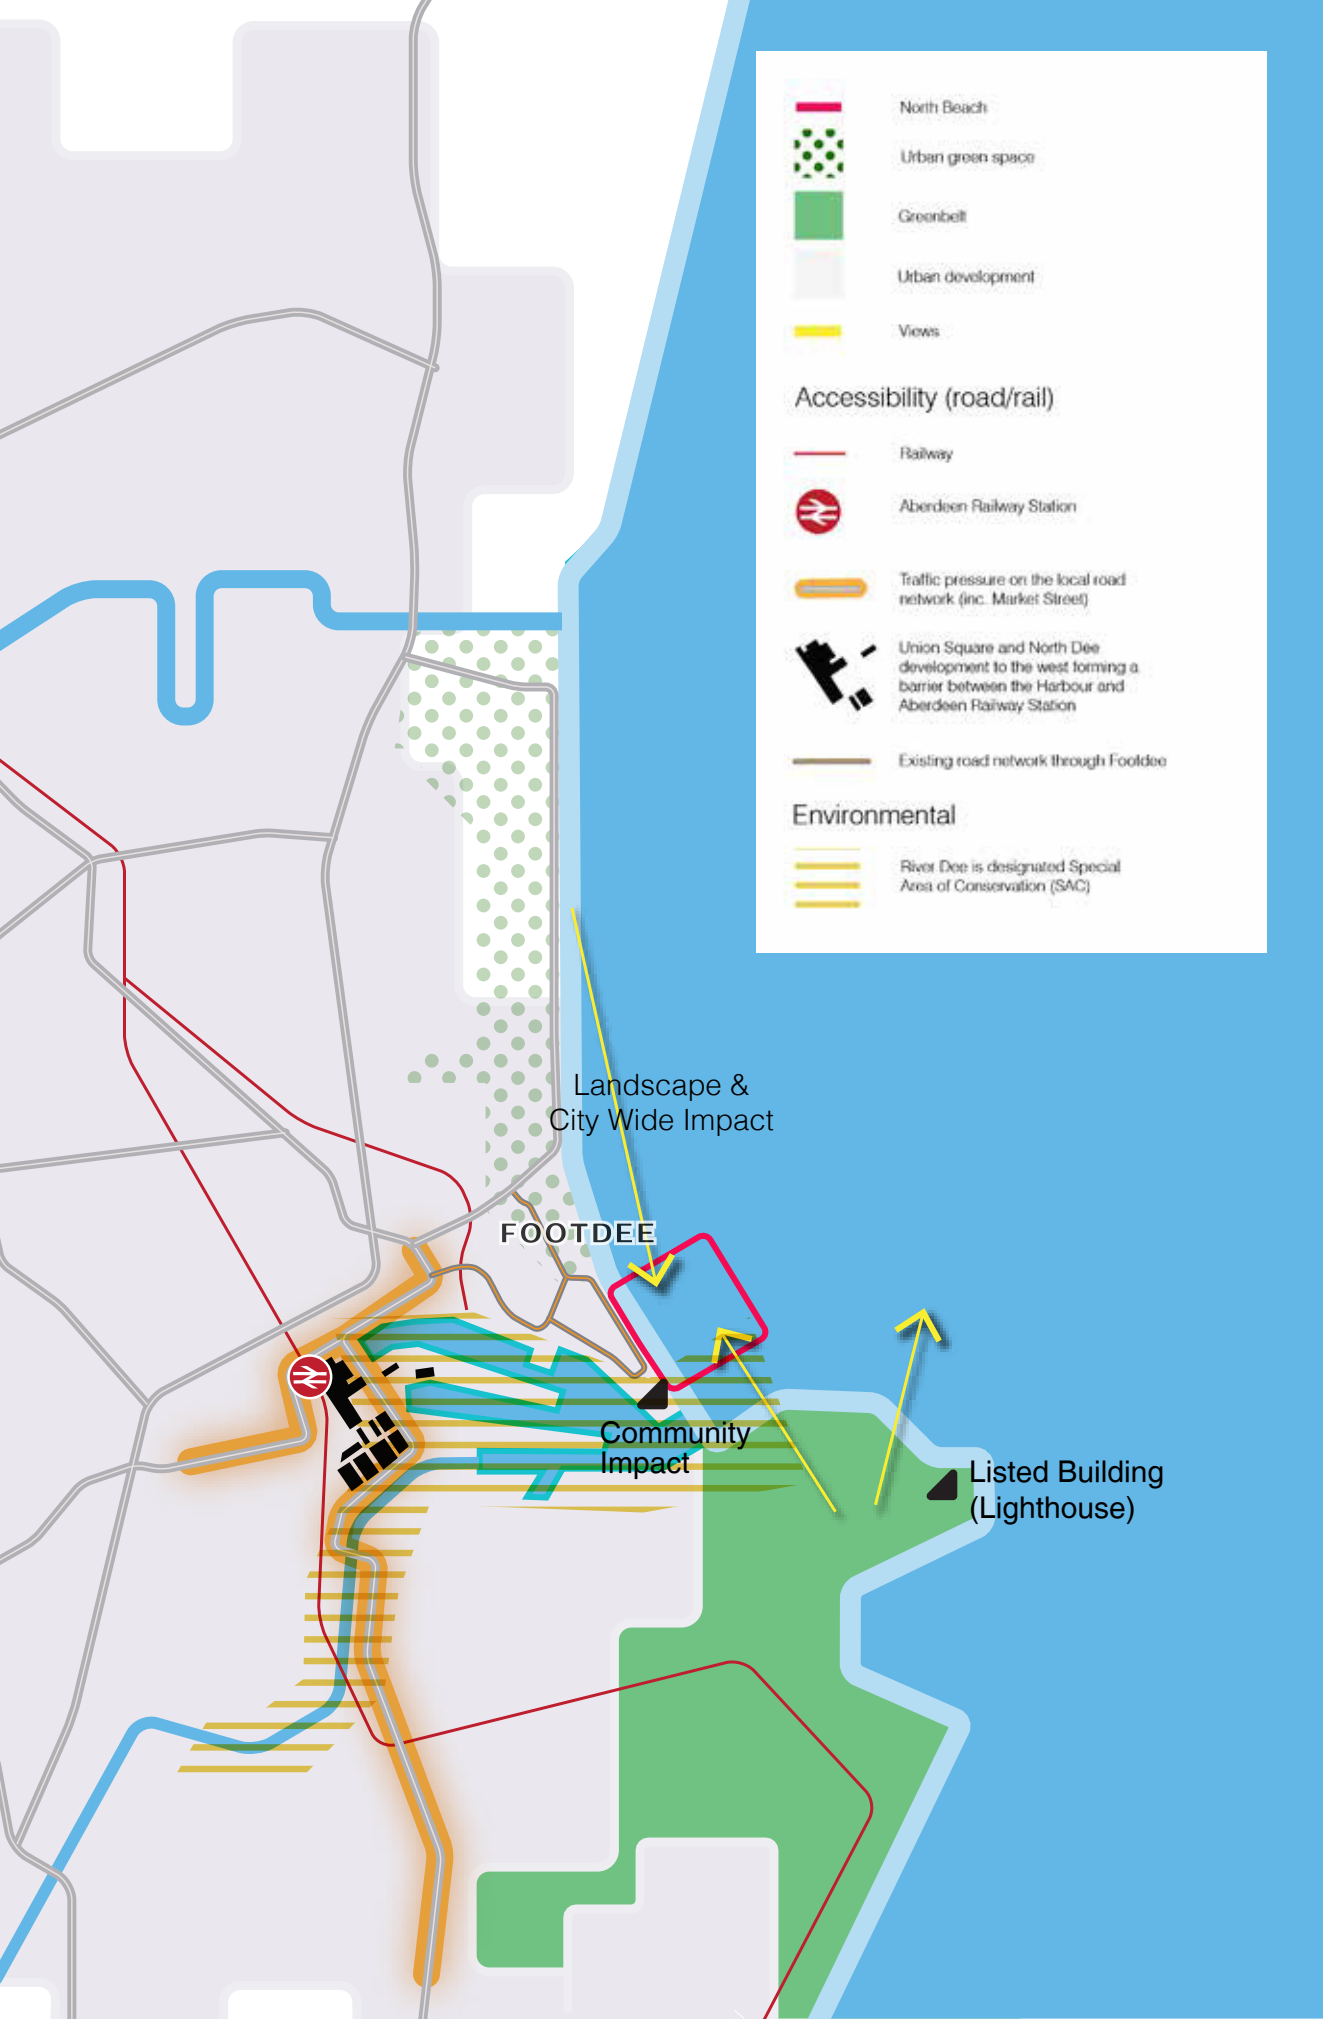 North Beach
Urban green space
Greenbelt
Urban development
Views
Accessibility (road/rail)
Railway
Aberdeen Railway Station
Traffic pressure on the local road
network (inc. Market Street)
Union Square and North Dee
development to the west forming a
barrier between the Harbour and
Aberdeen Railway Station
Existing road network through Footdee
Environmental
River Dee is designated Special
Area of Conservation (SAC)
Landscape &
City Wide Impact
FOOTDEE
Community
Impact
Listed Building
(Lighthouse)